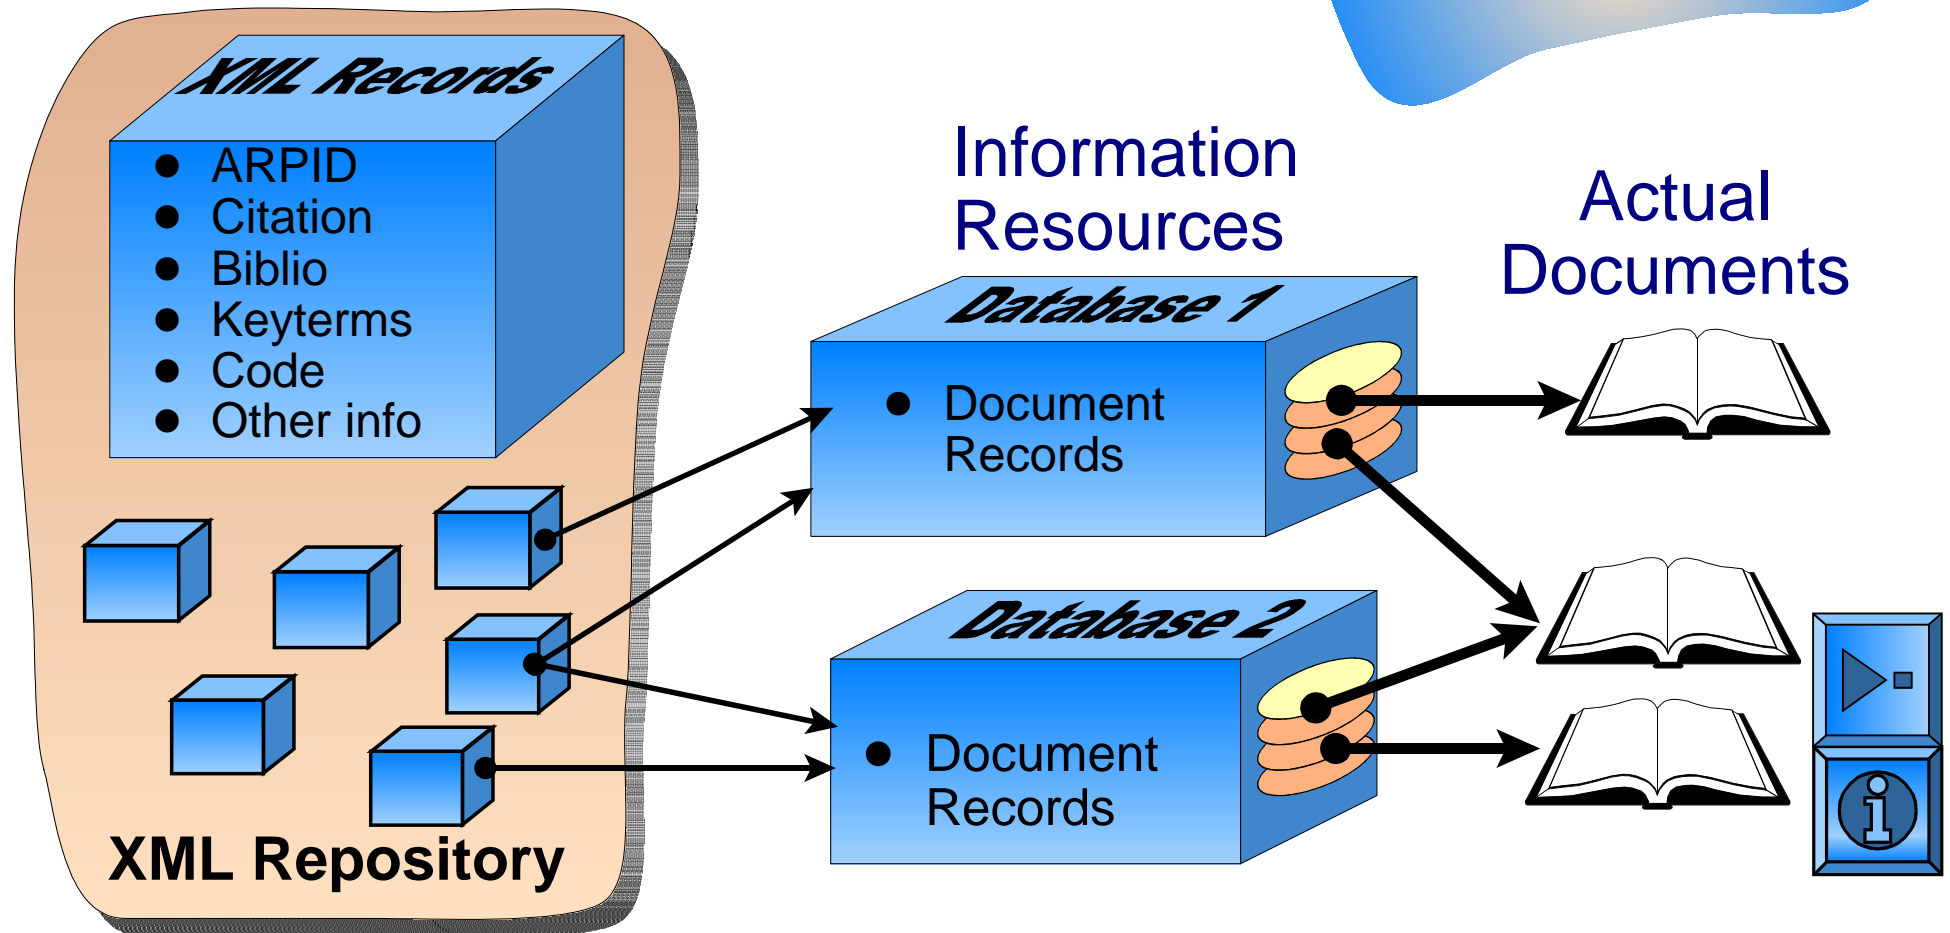 XML Records
● ARPID
● Citation
● Biblio
● Keyterms
● Code
● Other info
XML Repository
Information
Resources
Database 1
● Document
Records
Database 2
● Document
Records
Actual
Documents
i